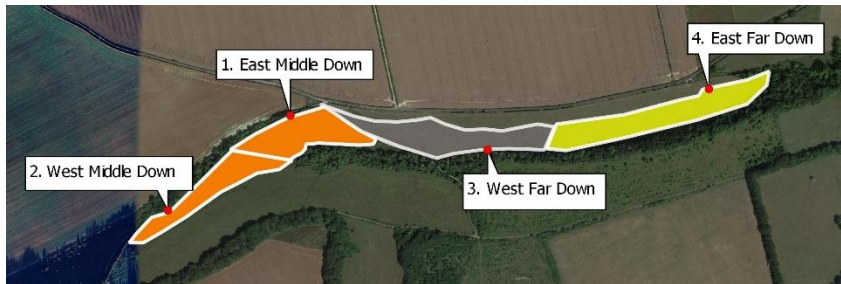 1. East Middle Down
4. East Far Down
2. West Middle Down
3. West Far Down